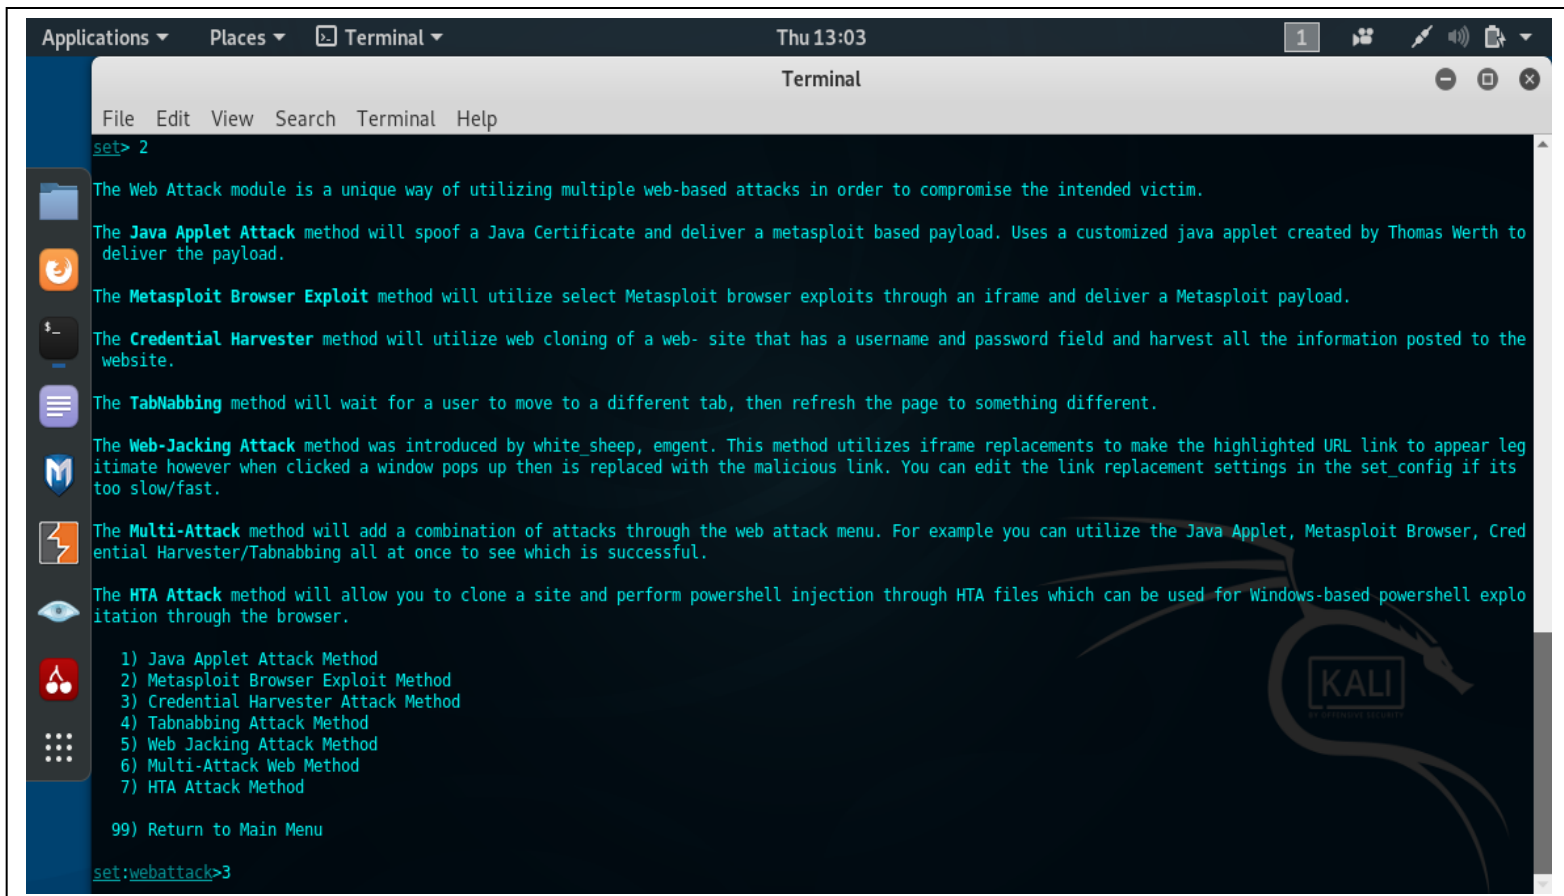 Applications Places Terminal Thu 13:03 1
Terminal
File Edit View Search Terminal Help
set> 2
The Web Attack module is a unique way of utilizing multiple web-based attacks in order to compromise the intended victim.
The Java Applet Attack method will spoof a Java Certificate and deliver a metasploit based payload. Uses a customized java applet created by Thomas Werth to
deliver the payload.
The Metasploit Browser Exploit method will utilize select Metasploit browser exploits through an iframe and deliver a Metasploit payload.
The Credential Harvester method will utilize web cloning of a web- site that has a username and password field and harvest all the information posted to the
website.
The TabNabbing method will wait for a user to move to a different tab, then refresh the page to something different.
The Web-Jacking Attack method was introduced by white_sheep, emgent. This method utilizes iframe replacements to make the highlighted URL link to appear leg
itimate however when clicked a window pops up then is replaced with the malicious link. You can edit the link replacement settings in the set_config if its
too slow/fast.
The Multi-Attack method will add a combination of attacks through the web attack menu. For example you can utilize the Java Applet, Metasploit Browser, Cred
ential Harvester/Tabnabbing all at once to see which is successful.
The HTA Attack method will allow you to clone a site and perform powershell injection through HTA files which can be used for Windows-based powershell explo
itation through the browser.
1) Java Applet Attack Method
2) Metasploit Browser Exploit Method
3) Credential Harvester Attack Method
4) Tabnabbing Attack Method
5) Web Jacking Attack Method
6) Multi-Attack Web Method
7) HTA Attack Method
99) Return to Main Menu
set:webattack>3
KALI
BY OFFENSIVE SECURITY